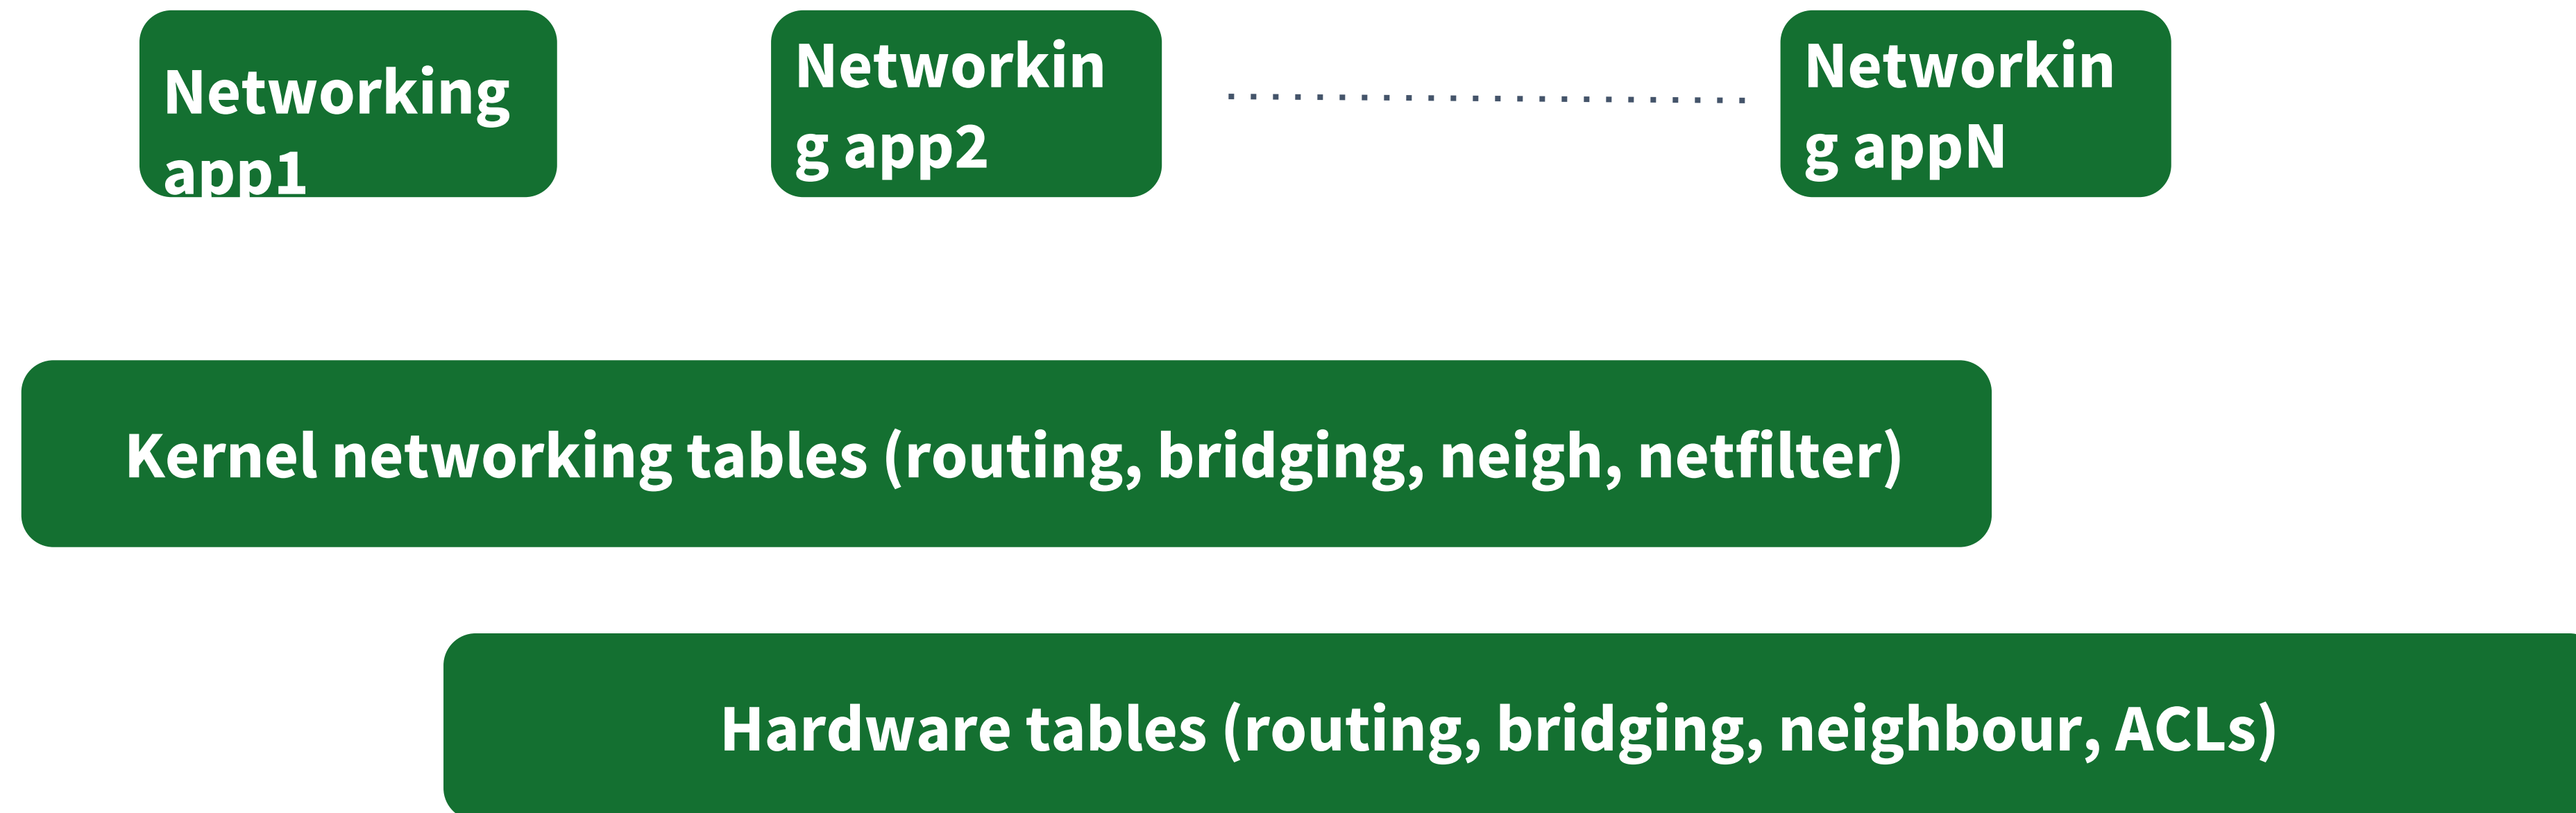 Networking
app1
Networkin
g app2
Networkin
g appN
Kernel networking tables (routing, bridging, neigh, netfilter)
Hardware tables (routing, bridging, neighbour, ACLs)